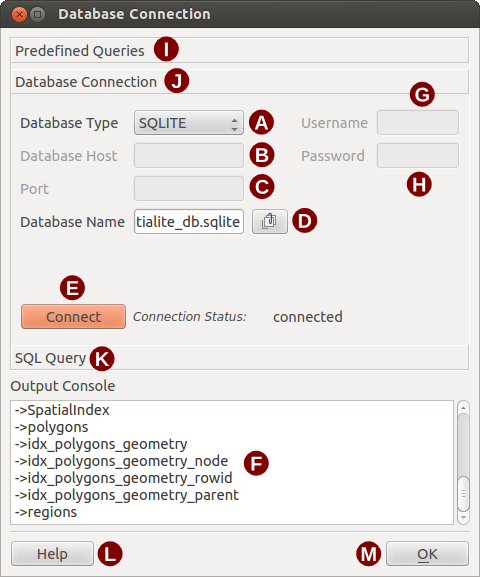 Database Connection
Predefined Queries I
Database Connection J
G
Database Type SQLITE A Username
Database Host B Password
Port C H
Database Name tialite_db.sqlite D
E
Connect Connection Status: connected
SQL Query K
Output Console
->SpatialIndex
->polygons
->idx_polygons_geometry
->idx_polygons_geometry_node F
->idx_polygons_geometry_rowid
->idx_polygons_geometry_parent
->regions
Help L M OK